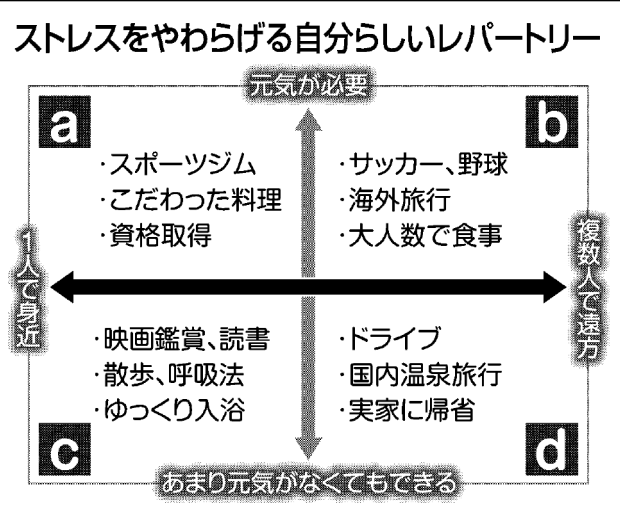 ストレスをやわらげる自分らしいレパートリー
元気が必要
a
・スポーツジム
・こだわった料理
・資格取得
b
・サッカー、野球
・海外旅行
・大人数で食事
1人で身近
複数人で遠方
・映画鑑賞、読書
・散歩、呼吸法
・ゆっくり入浴
c
・ドライブ
・国内温泉旅行
・実家に帰省
d
あまり元気がなくてもできる